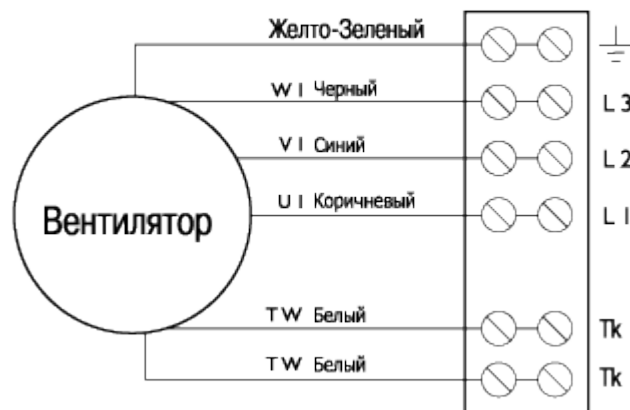 Желто-Зеленый
W1 Черный L3
V1 Синий L2
U1 Коричневый L1
Вентилятор
TW Белый Tk
TW Белый Tk